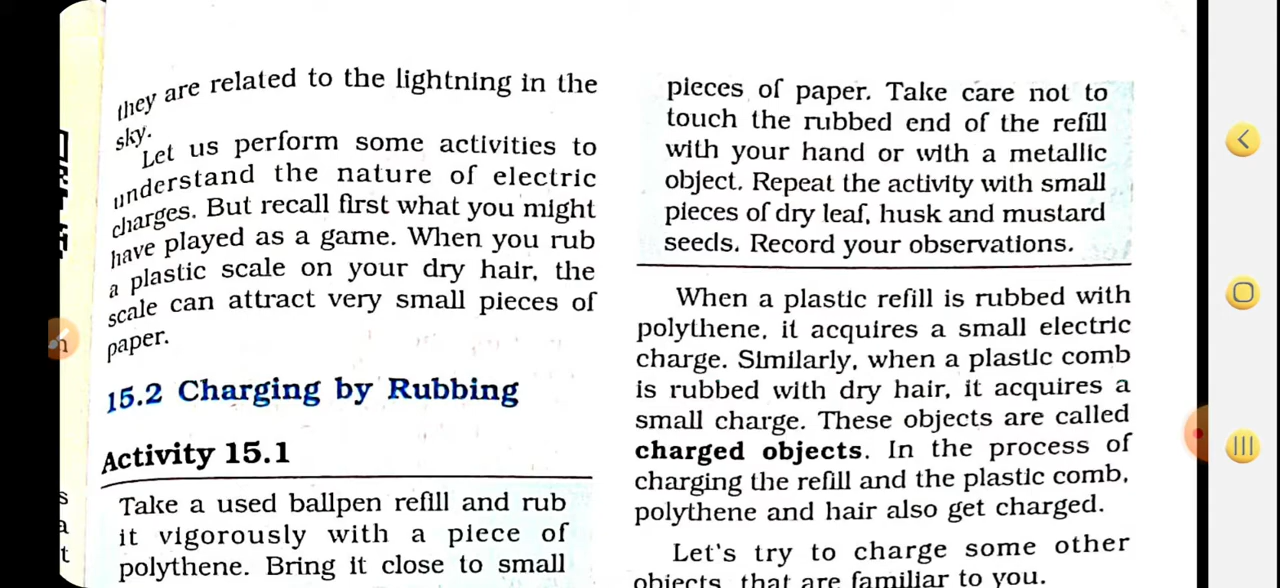 they are related to the lightning in the
sky.
Let us perform some activities to
understand the nature of electric
charges. But recall first what you might
have played as a game. When you rub
a plastic scale on your dry hair, the
scale can attract very small pieces of
paper.
15.2 Charging by Rubbing
Activity 15.1
Take a used ballpen refill and rub
it vigorously with a piece of
polythene. Bring it close to small
pieces of paper. Take care not to
touch the rubbed end of the refill
with your hand or with a metallic
object. Repeat the activity with small
pieces of dry leaf, husk and mustard
seeds. Record your observations.
When a plastic refill is rubbed with
polythene, it acquires a small electric
charge. Similarly, when a plastic comb
is rubbed with dry hair, it acquires a
small charge. These objects are called
charged objects. In the process of
charging the refill and the plastic comb,
polythene and hair also get charged.
Let's try to charge some other
objects that are familiar to you.